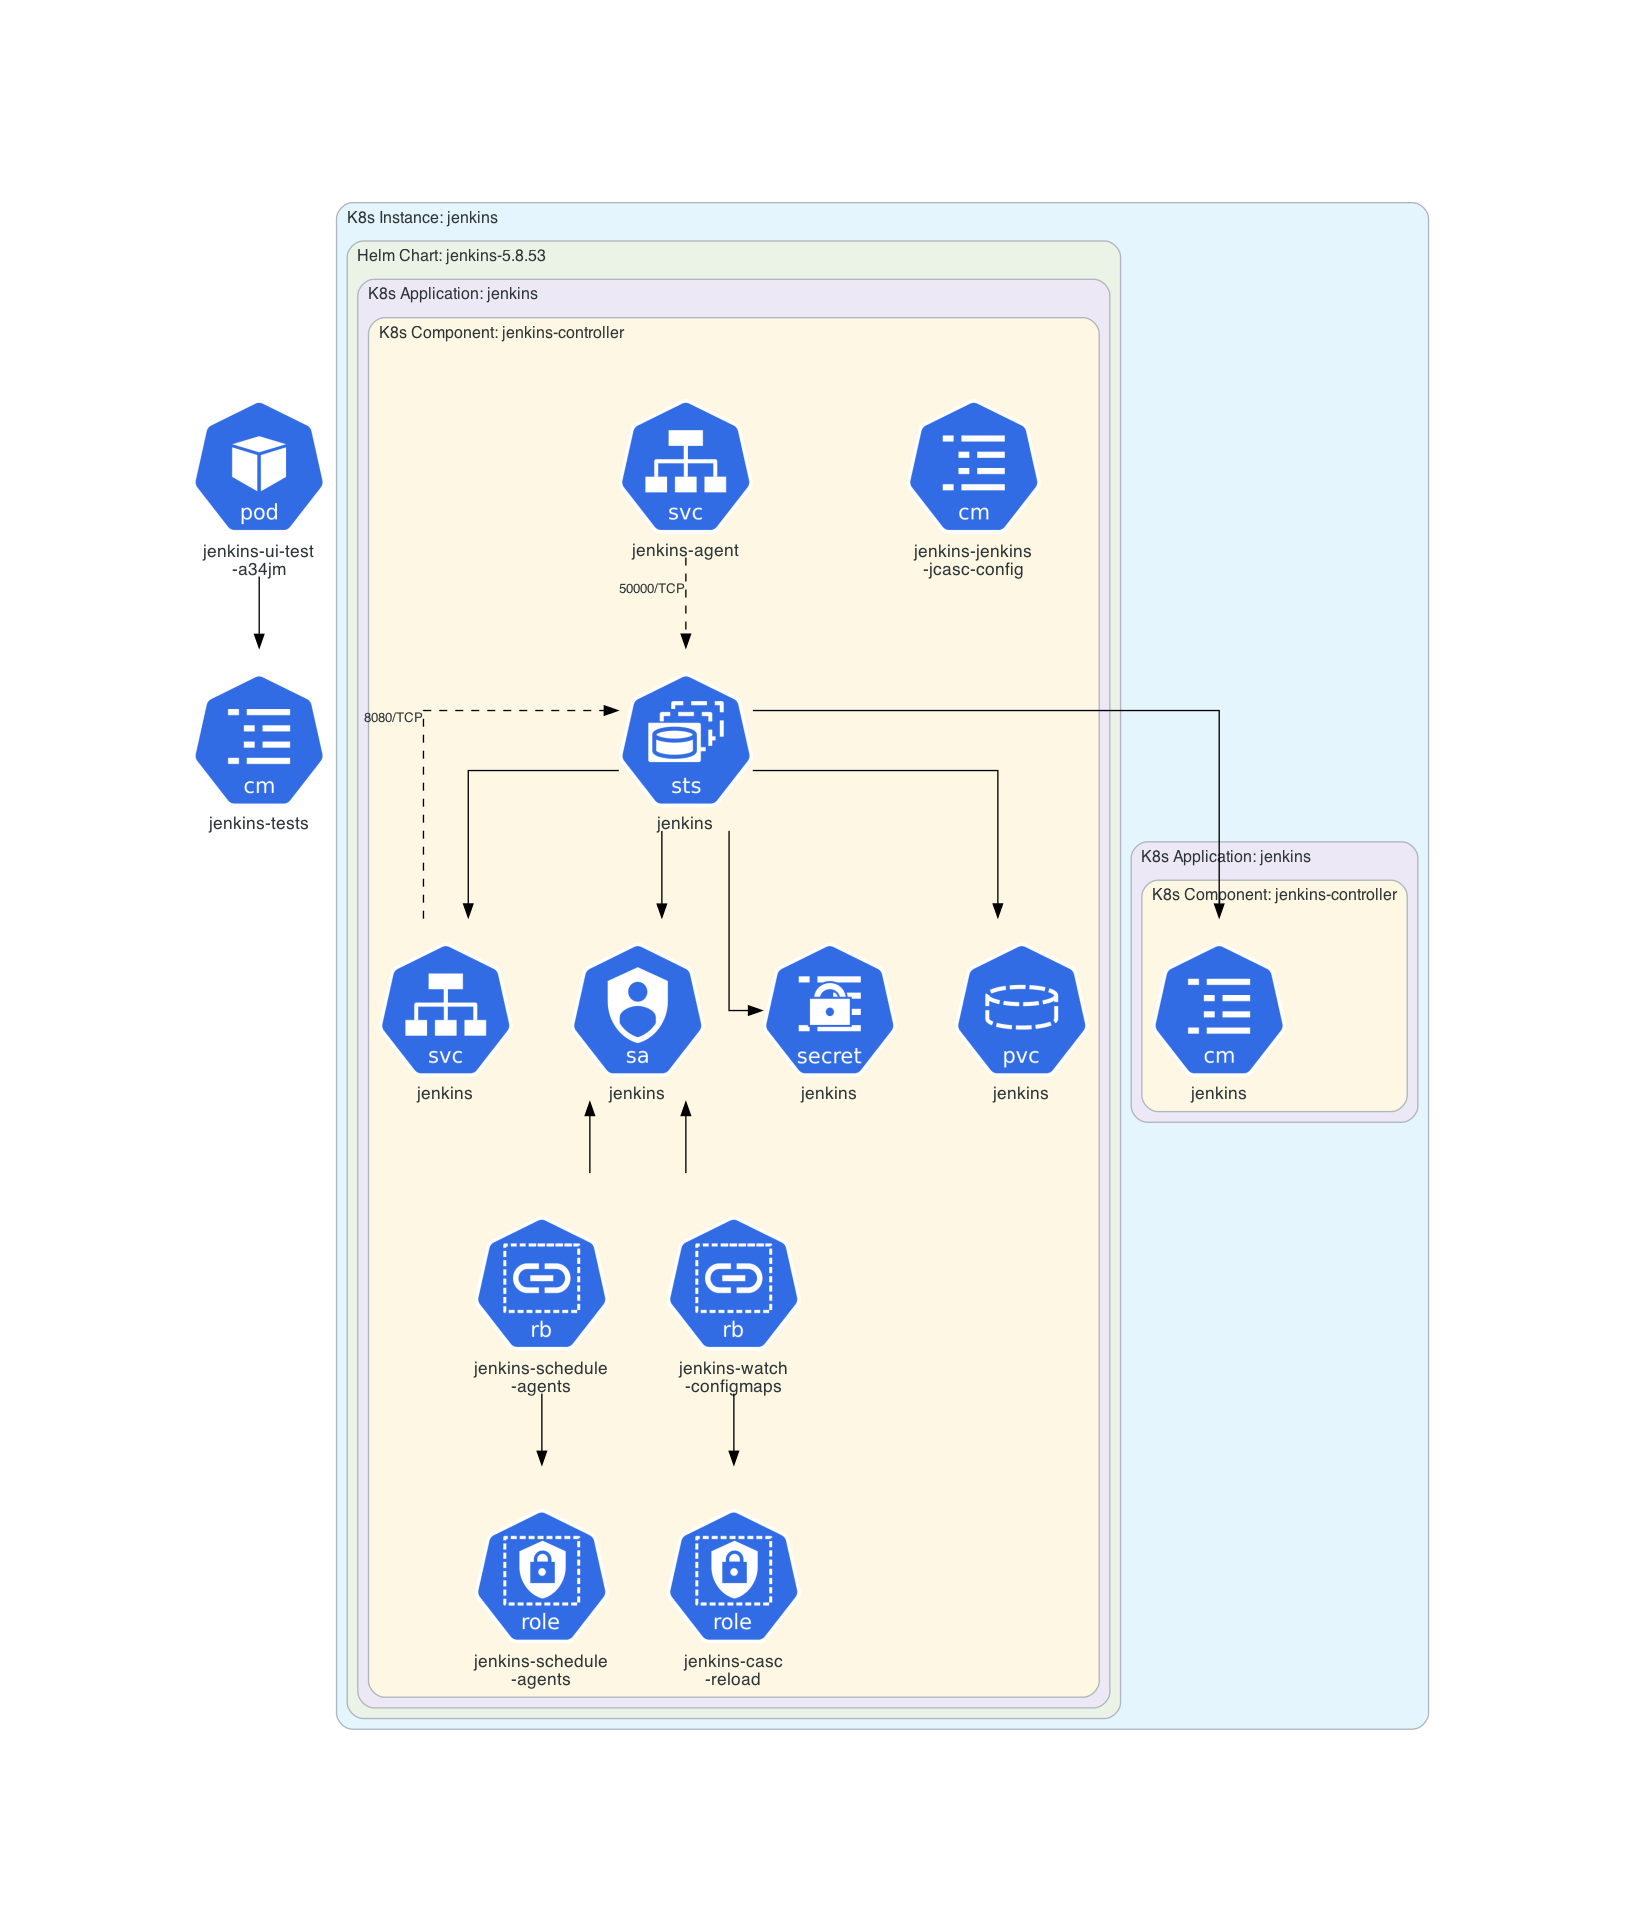 K8s Instance: jenkins
Helm Chart: jenkins-5.8.53
K8s Application: jenkins
K8s Component: jenkins-controller
pod
jenkins-ui-test
-a34jm
svc
jenkins-agent
cm
jenkins-jenkins
-jcasc-config
50000/TCP
8080/TCP
cm
jenkins-tests
sts
jenkins
K8s Application: jenkins
K8s Component: jenkins-controller
svc
jenkins
sa
jenkins
secret
jenkins
pvc
jenkins
cm
jenkins
rb
jenkins-schedule
-agents
rb
jenkins-watch
-configmaps
role
jenkins-schedule
-agents
role
jenkins-casc
-reload